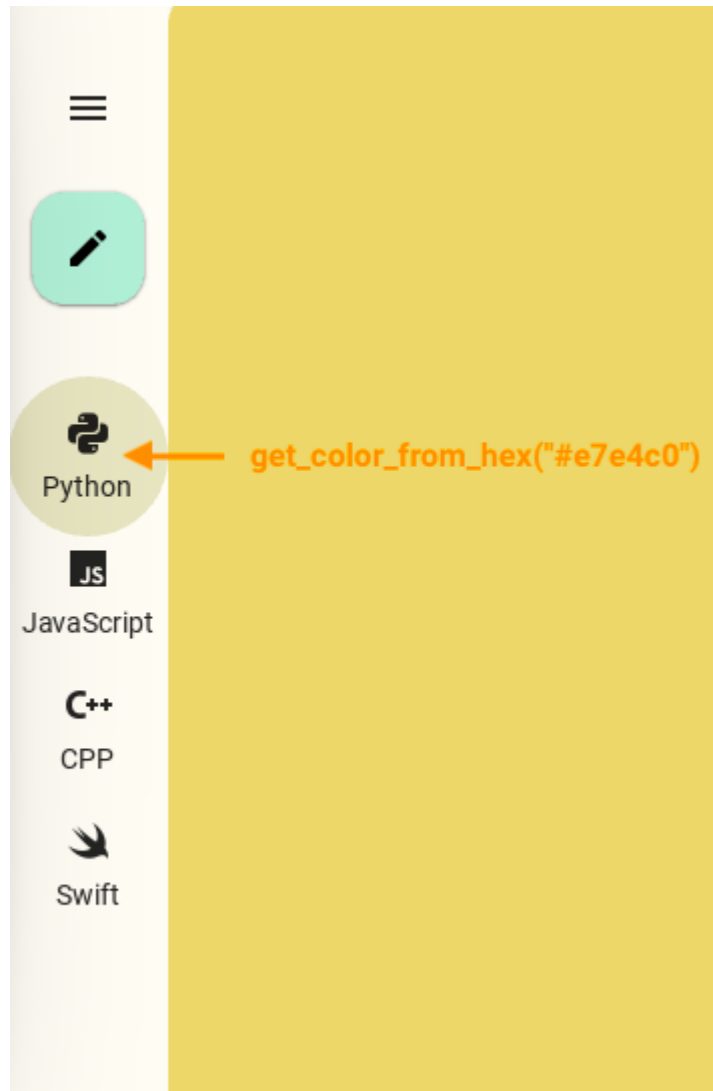 Python
get_color_from_hex("#e7e4c0")
JS
JavaScript
C++
CPP
Swift